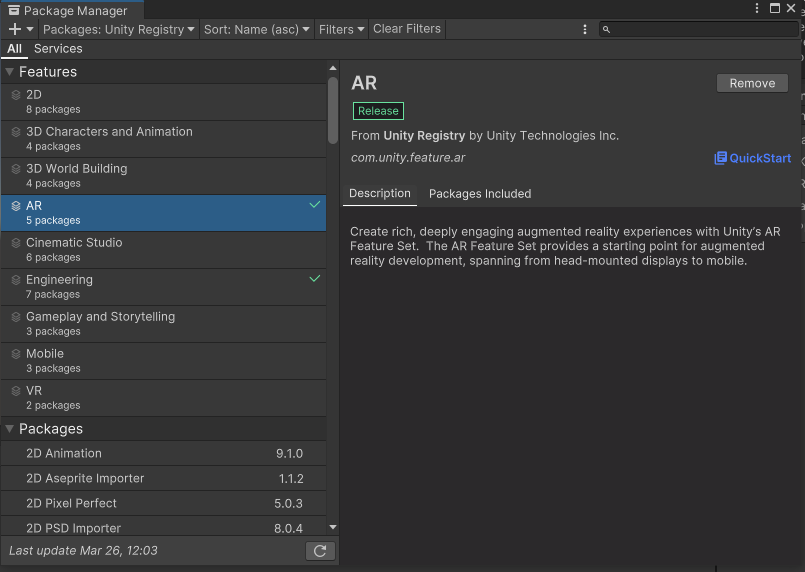 Package Manager
Packages: Unity Registry
Sort: Name (asc)
Filters
Clear Filters
All
Services
Features
2D
8 packages
3D Characters and Animation
4 packages
3D World Building
4 packages
AR
5 packages
Cinematic Studio
6 packages
Engineering
7 packages
Gameplay and Storytelling
3 packages
Mobile
3 packages
VR
2 packages
Packages
2D Animation 9.1.0
2D Aseprite Importer 1.1.2
2D Pixel Perfect 5.0.3
2D PSD Importer 8.0.4
Last update Mar 26, 12:03
AR
Remove
Release
From Unity Registry by Unity Technologies Inc.
com.unity.feature.ar
QuickStart
Description
Packages Included
Create rich, deeply engaging augmented reality experiences with Unity's AR
Feature Set. The AR Feature Set provides a starting point for augmented
reality development, spanning from head-mounted displays to mobile.